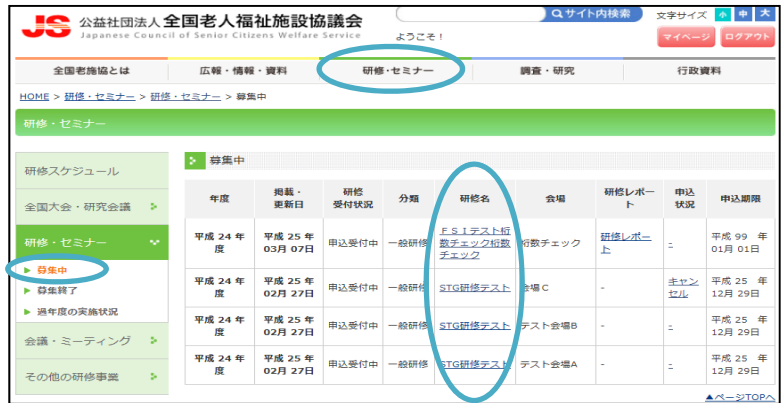 JS 公益社団法人 全国老人福祉施設協議会
Japanese Council of Senior Citizens Welfare Service
ようこそ！
サイト内検索
文字サイズ 小 中 大
マイページ ログアウト
全国老施協とは 広報・情報・資料 研修・セミナー 調査・研究 行政資料
HOME > 研修・セミナー > 研修・セミナー > 募集中
研修・セミナー
研修スケジュール
全国大会・研究会議
研修・セミナー
募集中
募集終了
過年度の実施状況
会議・ミーティング
その他の研修事業
募集中
年度 掲載・更新日 研修受付状況 分類 研修名 会場 研修レポート 申込状況 申込期限
平成 24 年度 平成 25 年 03月 07日 申込受付中 一般研修 ＦＳＩテスト桁数チェック桁数チェック 桁数チェック 研修レポート - 平成 99 年 01月 01日
平成 24 年度 平成 25 年 02月 27日 申込受付中 一般研修 STG研修テスト 会場Ｃ - キャンセル 平成 25 年 12月 29日
平成 24 年度 平成 25 年 02月 27日 申込受付中 一般研修 STG研修テスト テスト会場B - - 平成 25 年 12月 29日
平成 24 年度 平成 25 年 02月 27日 申込受付中 一般研修 STG研修テスト テスト会場A - - 平成 25 年 12月 29日
▲ページTOPへ